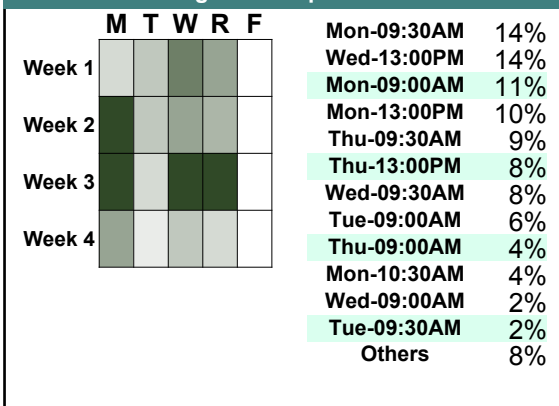 M T W R F
Week 1
Week 2
Week 3
Week 4
Mon-09:30AM 14%
Wed-13:00PM 14%
Mon-09:00AM 11%
Mon-13:00PM 10%
Thu-09:30AM 9%
Thu-13:00PM 8%
Wed-09:30AM 8%
Tue-09:00AM 6%
Thu-09:00AM 4%
Mon-10:30AM 4%
Wed-09:00AM 2%
Tue-09:30AM 2%
Others 8%